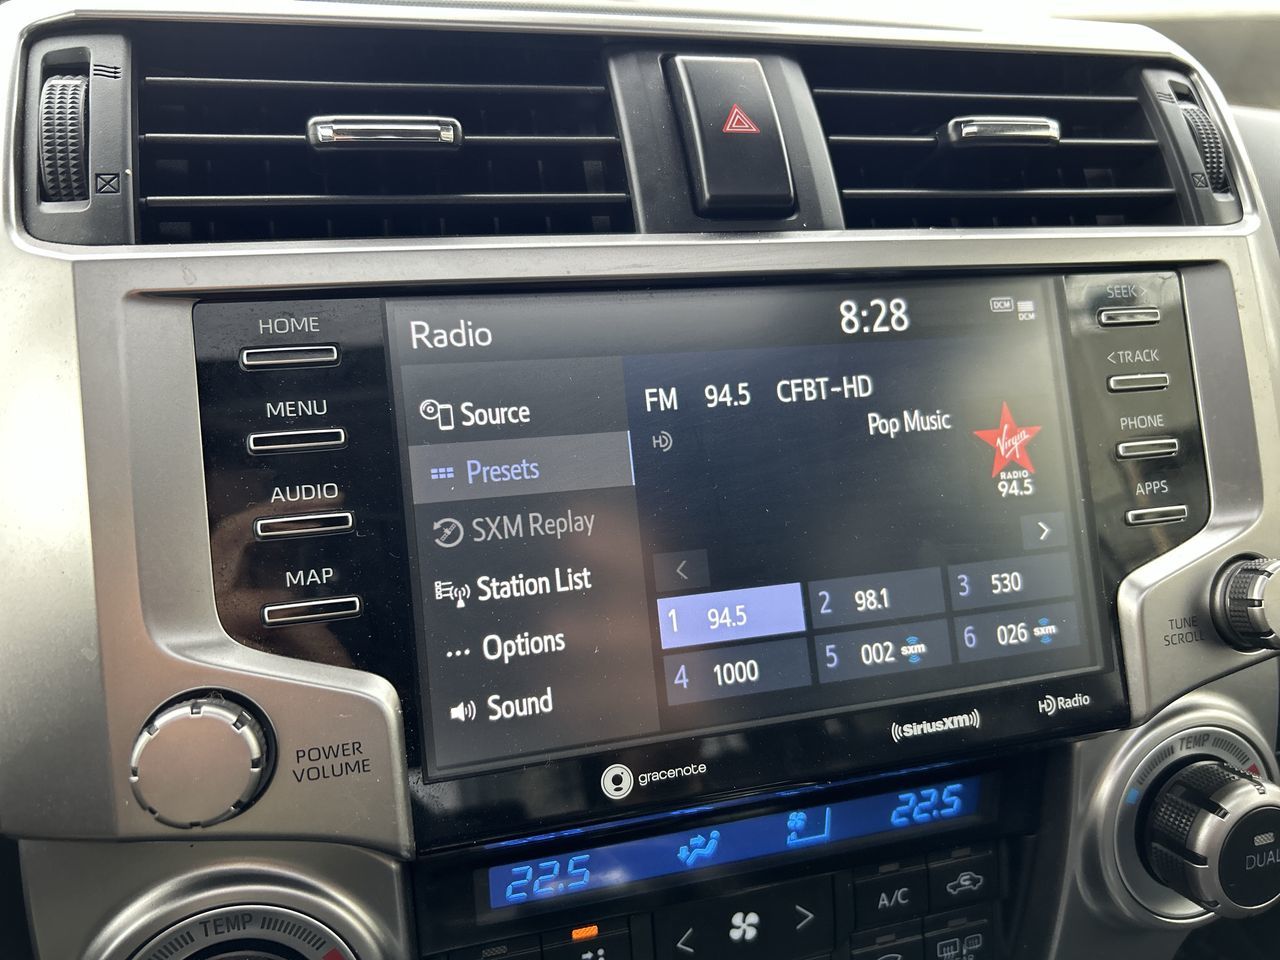 HOME
MENU
AUDIO
MAP
POWER
VOLUME
Radio
8:28
DCM
DCM
Source
Presets
SXM Replay
Station List
... Options
Sound
FM 94.5 CFBT-HD
HD
Pop Music
Virgin
RADIO
94.5
<
>
1 94.5
2 98.1
3 530
4 1000
5 002 sxm
6 026 sxm
SEEK >
< TRACK
PHONE
APPS
TUNE
SCROLL
gracenote
((SiriusXM))
HD Radio
22.5
22.5
TEMP
TEMP
DUAL
A/C
<
>